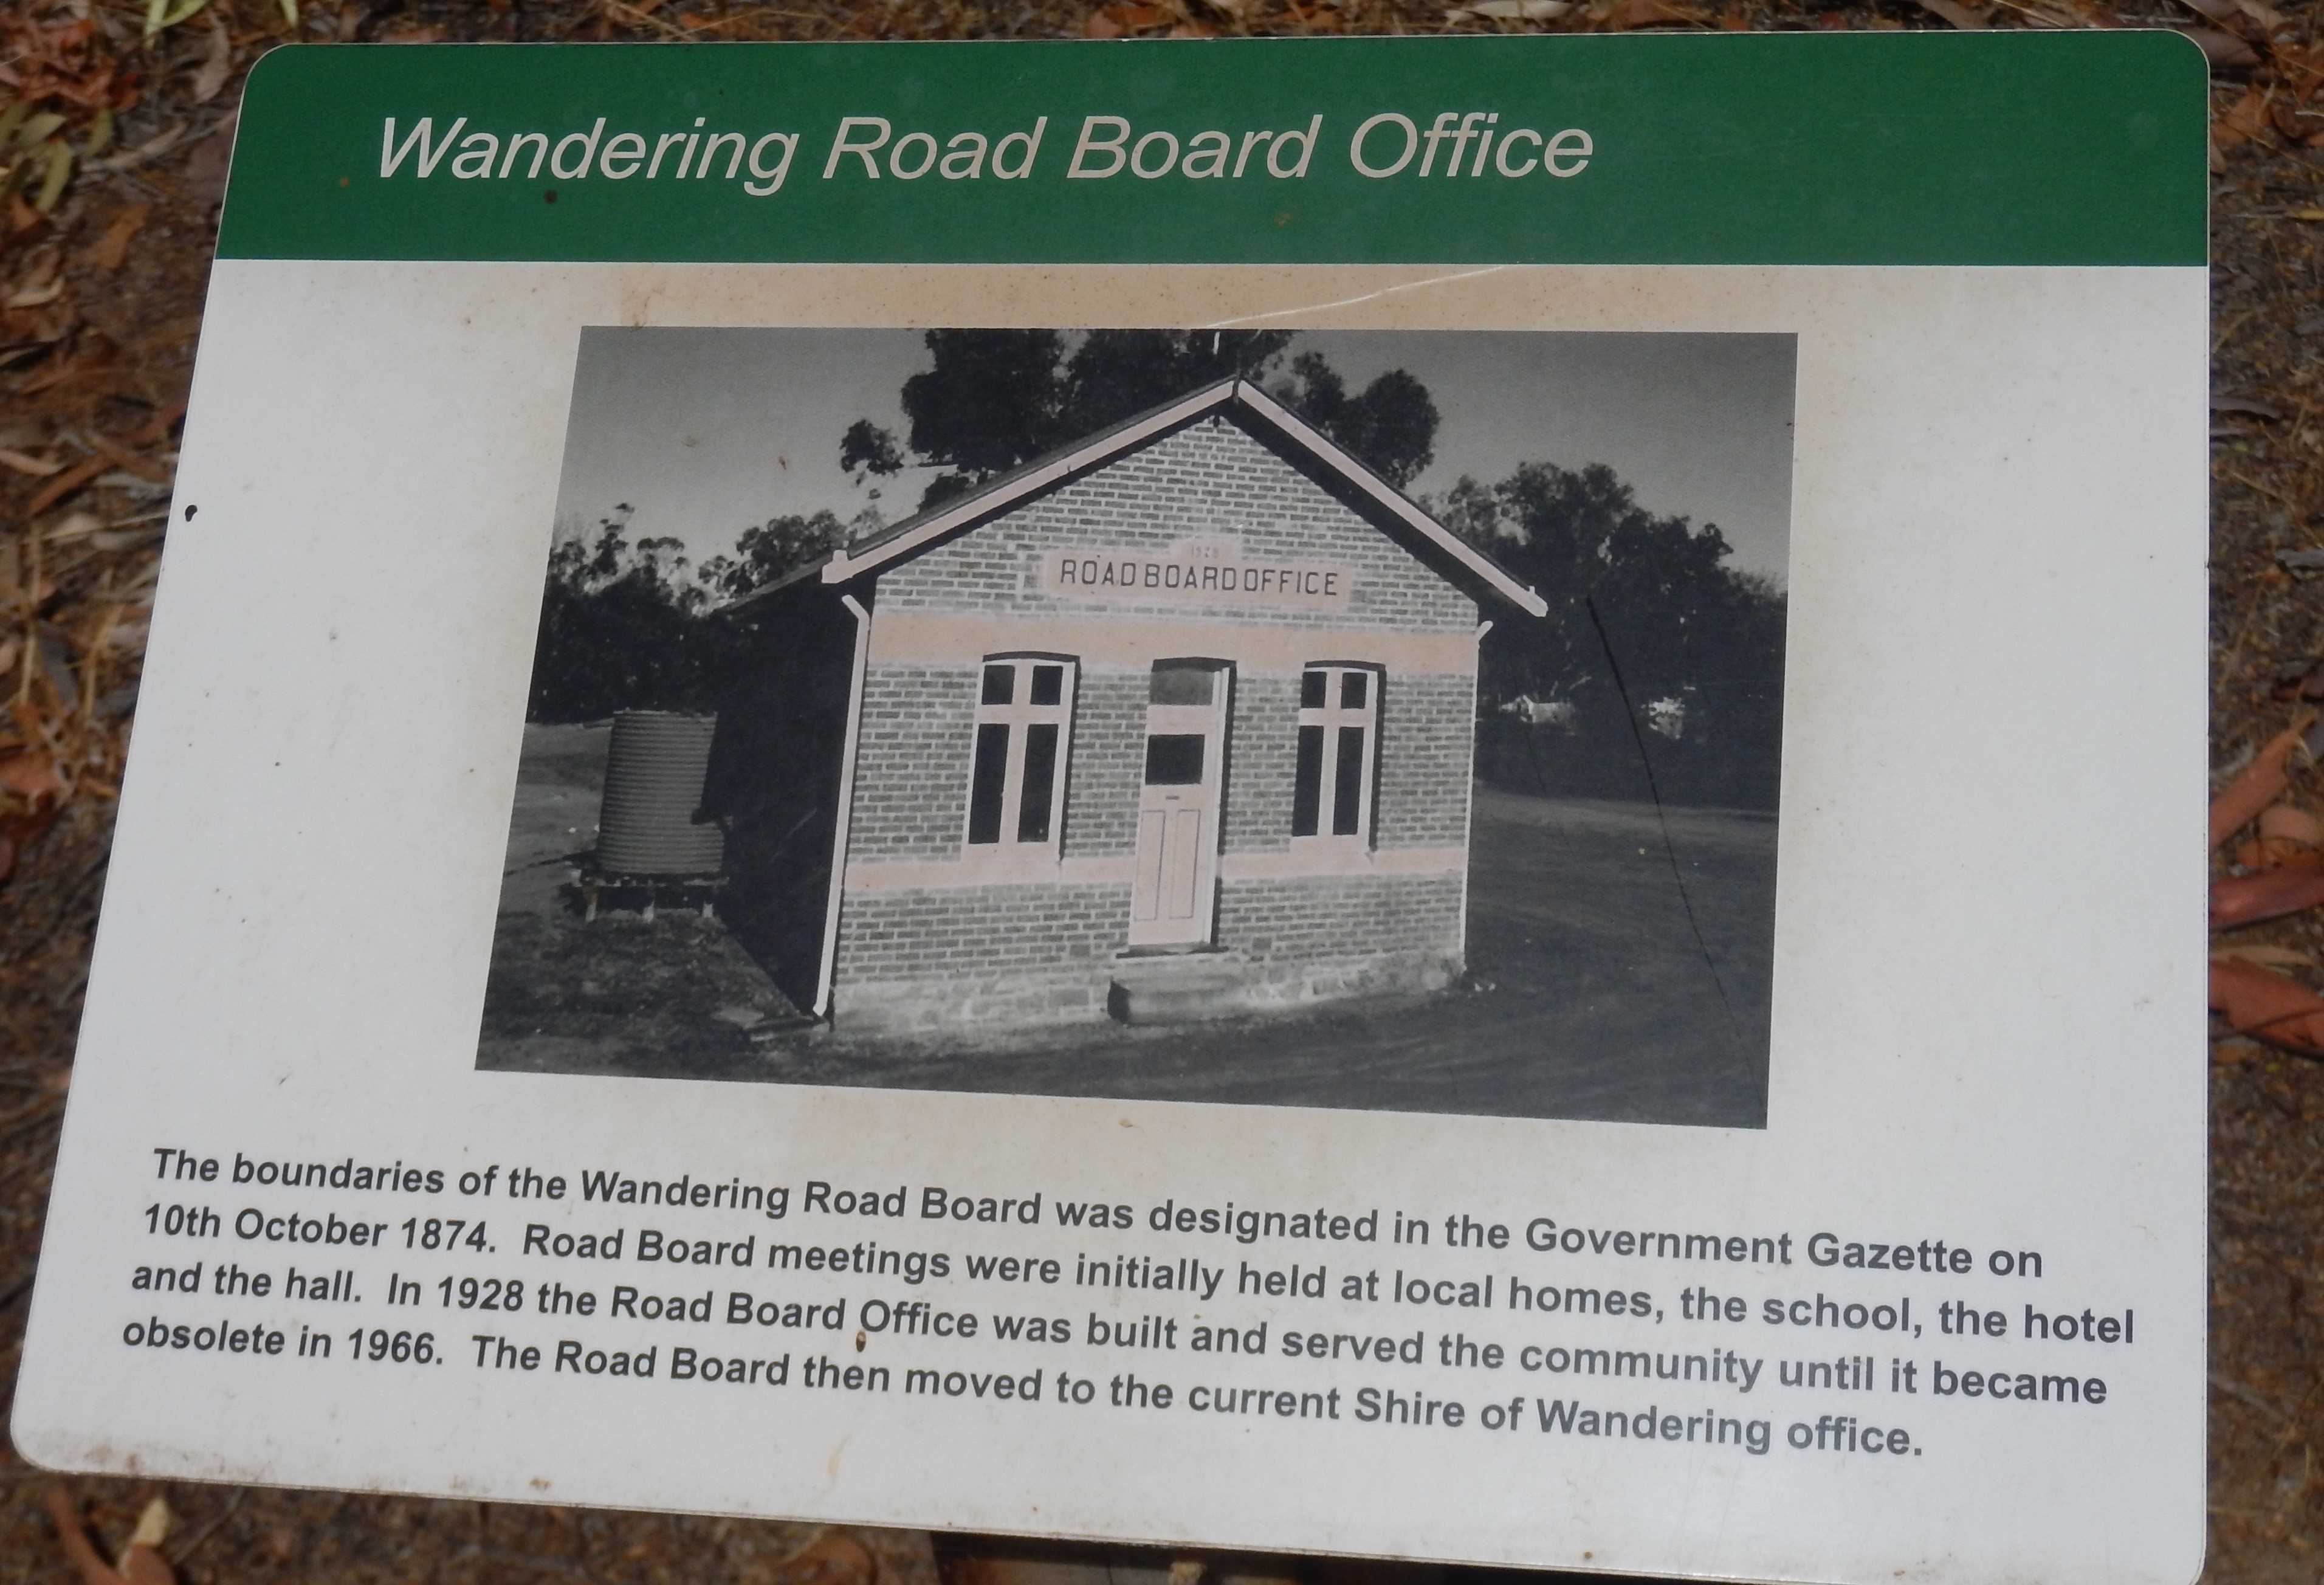 Wandering Road Board Office
1928
ROAD BOARD OFFICE
The boundaries of the Wandering Road Board was designated in the Government Gazette on
10th October 1874. Road Board meetings were initially held at local homes, the school, the hotel
and the hall. In 1928 the Road Board Office was built and served the community until it became
obsolete in 1966. The Road Board then moved to the current Shire of Wandering office.